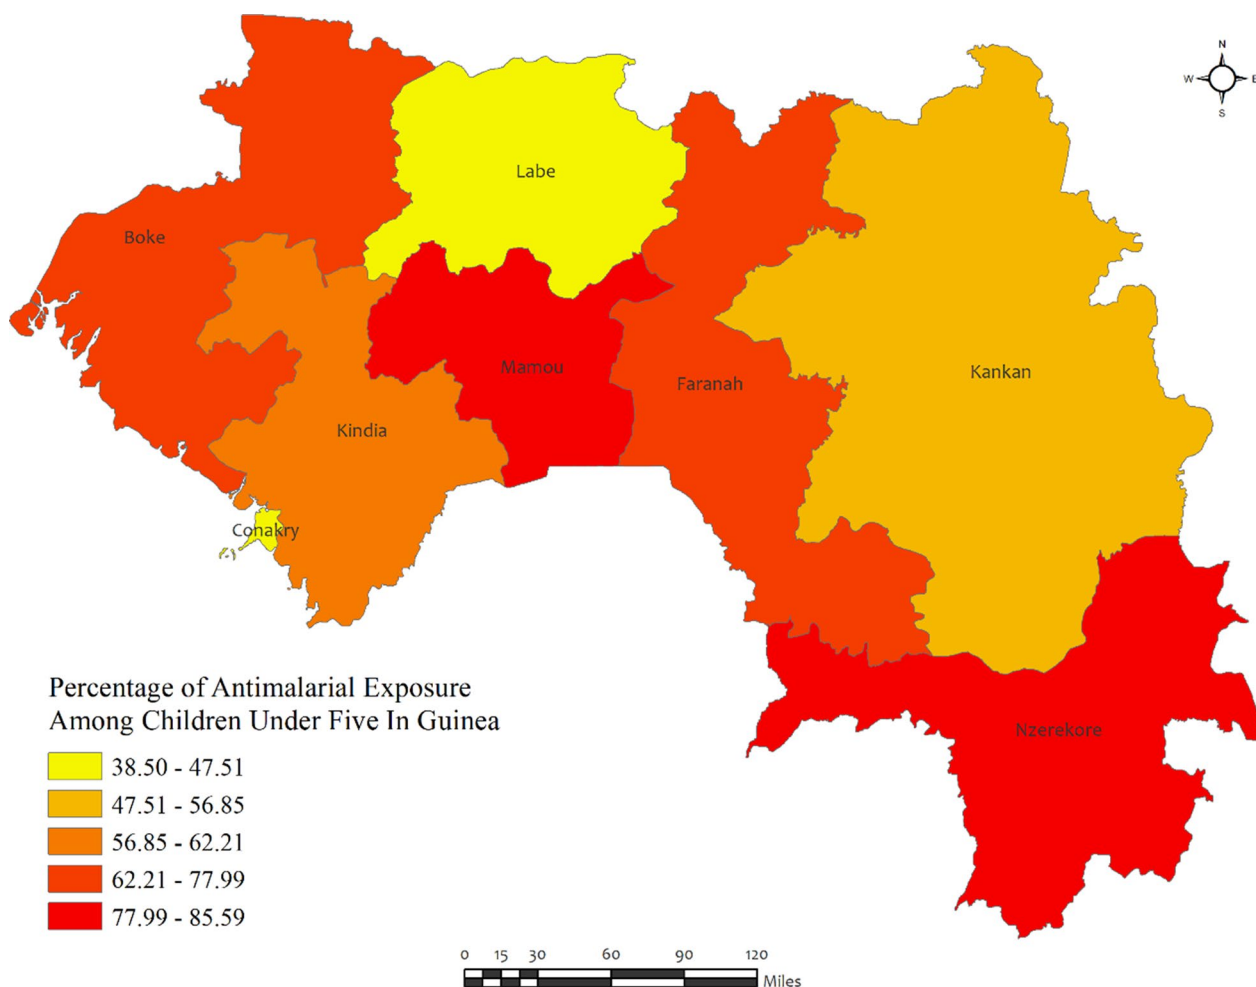 N
W E
S
Labe
Boke
Mamou
Kankan
Faranah
Kindia
Conakry
Nzerekore
Percentage of Antimalarial Exposure
Among Children Under Five In Guinea
38.50 - 47.51
47.51 - 56.85
56.85 - 62.21
62.21 - 77.99
77.99 - 85.59
0 15 30 60 90 120
Miles